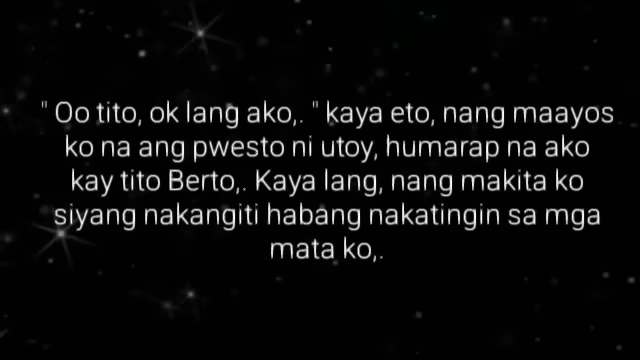 " Oo tito, ok lang ako,. " kaya eto, nang maayos
ko na ang pwesto ni utoy, humarap na ako
kay tito Berto,. Kaya lang, nang makita ko
siyang nakangiti habang nakatingin sa mga
mata ko,.